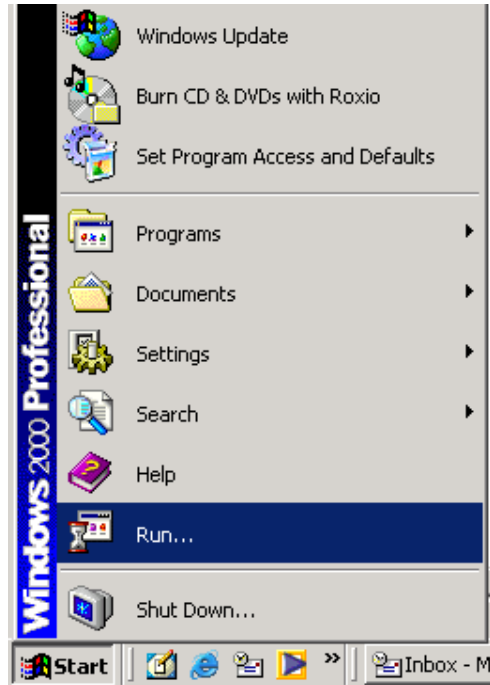 Windows Update
Burn CD & DVDs with Roxio
Set Program Access and Defaults
Programs
Documents
Settings
Search
Help
Run...
Shut Down...
Windows 2000 Professional
Start
»
Inbox - M